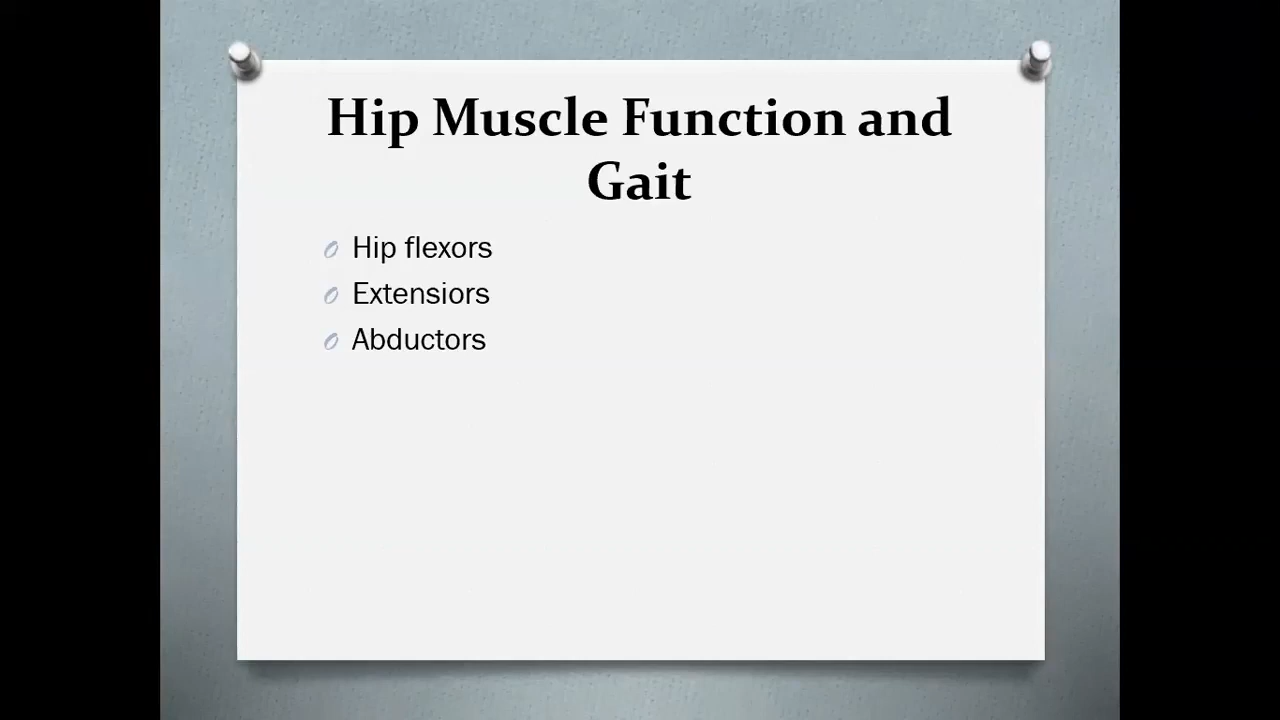 Hip Muscle Function and
Gait
Hip flexors
Extensiors
Abductors